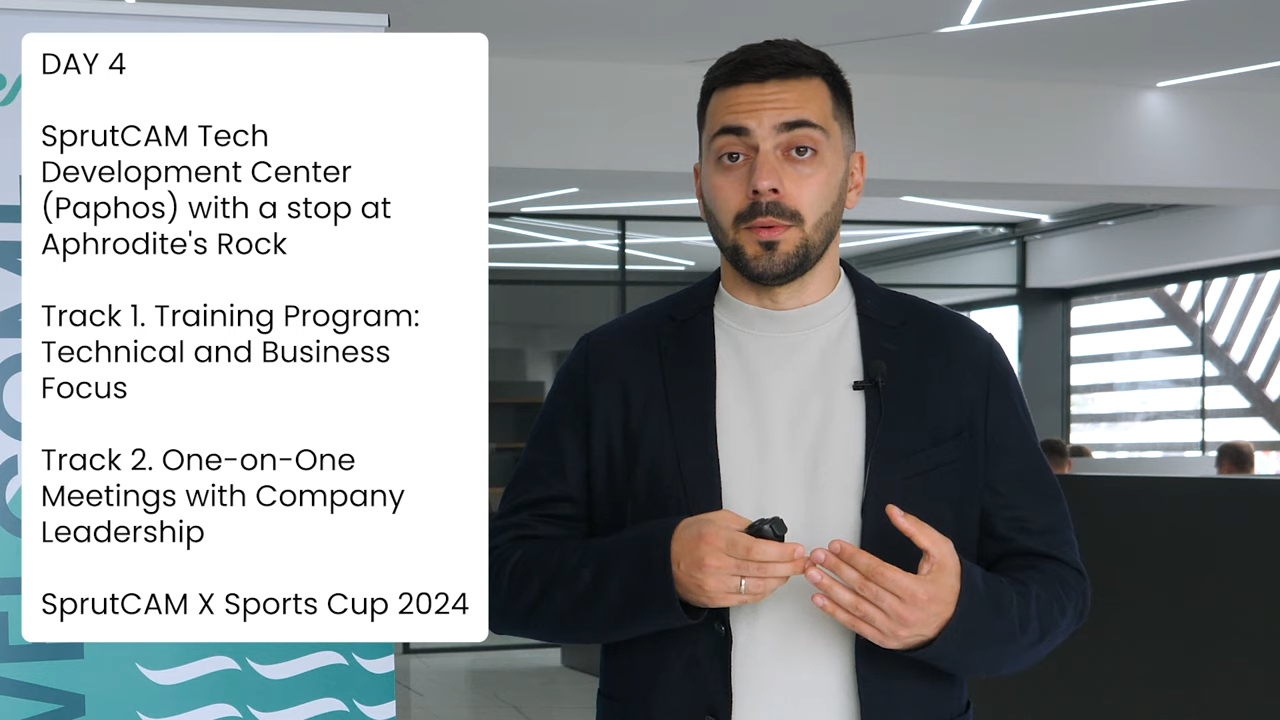 DAY 4
SprutCAM Tech
Development Center
(Paphos) with a stop at
Aphrodite's Rock
Track 1. Training Program:
Technical and Business
Focus
Track 2. One-on-One
Meetings with Company
Leadership
SprutCAM X Sports Cup 2024